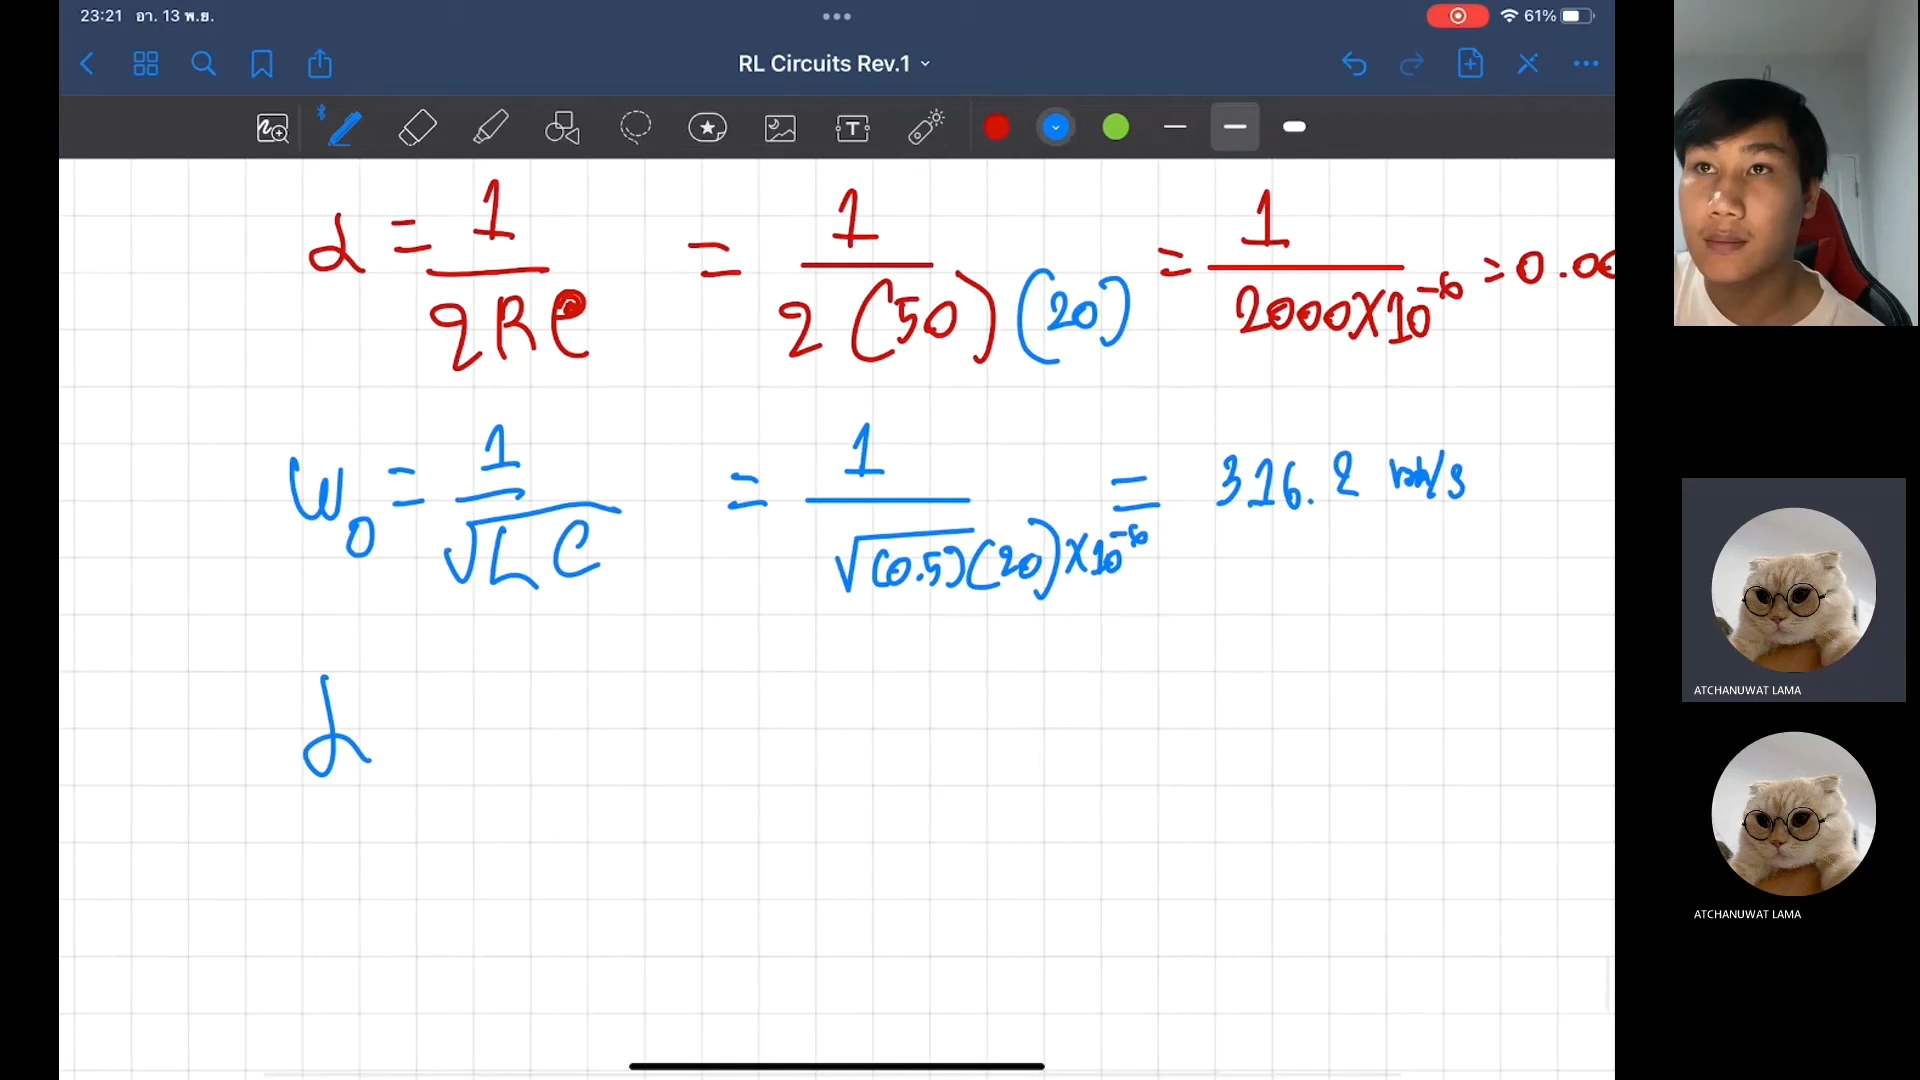 23:21 อา. 13 พ.ย.
61%
RL Circuits Rev.1
α = 1/2RC = 1/2(50)(20) = 1/2000×10⁻⁶ = 0.00
ω₀ = 1/√LC = 1/√(0.5)(20)×10⁻⁶ = 316.2 rad/s
α
ATCHANUWAT LAMA
ATCHANUWAT LAMA